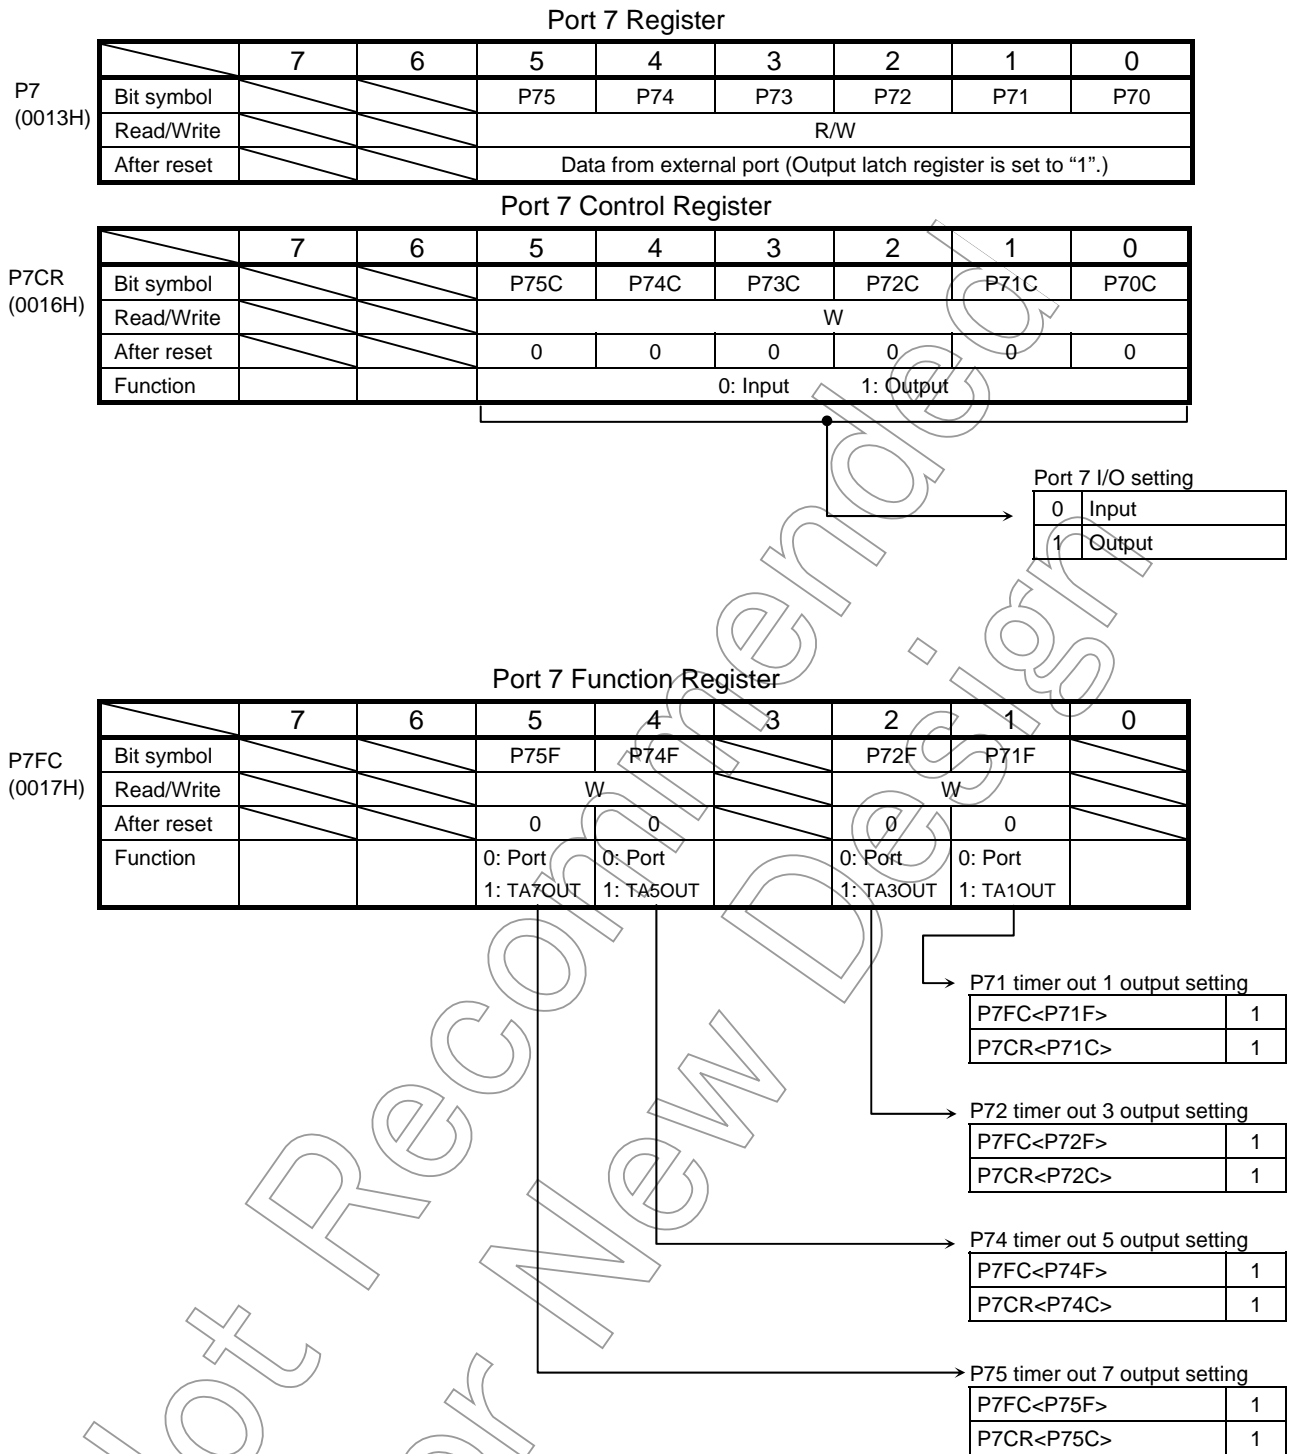 Port 7 Register
7 6 5 4 3 2 1 0
P7 (0013H)
Bit symbol P75 P74 P73 P72 P71 P70
Read/Write R/W
After reset Data from external port (Output latch register is set to “1”.)
Port 7 Control Register
7 6 5 4 3 2 1 0
P7CR (0016H)
Bit symbol P75C P74C P73C P72C P71C P70C
Read/Write W
After reset 0 0 0 0 0 0
Function 0: Input 1: Output
Port 7 I/O setting
0 Input
1 Output
Port 7 Function Register
7 6 5 4 3 2 1 0
P7FC (0017H)
Bit symbol P75F P74F P72F P71F
Read/Write W W
After reset 0 0 0 0
Function 0: Port 0: Port 0: Port 0: Port
1: TA7OUT 1: TA5OUT 1: TA3OUT 1: TA1OUT
P71 timer out 1 output setting
P7FC<P71F> 1
P7CR<P71C> 1
P72 timer out 3 output setting
P7FC<P72F> 1
P7CR<P72C> 1
P74 timer out 5 output setting
P7FC<P74F> 1
P7CR<P74C> 1
P75 timer out 7 output setting
P7FC<P75F> 1
P7CR<P75C> 1
Not Recommended
for New Design